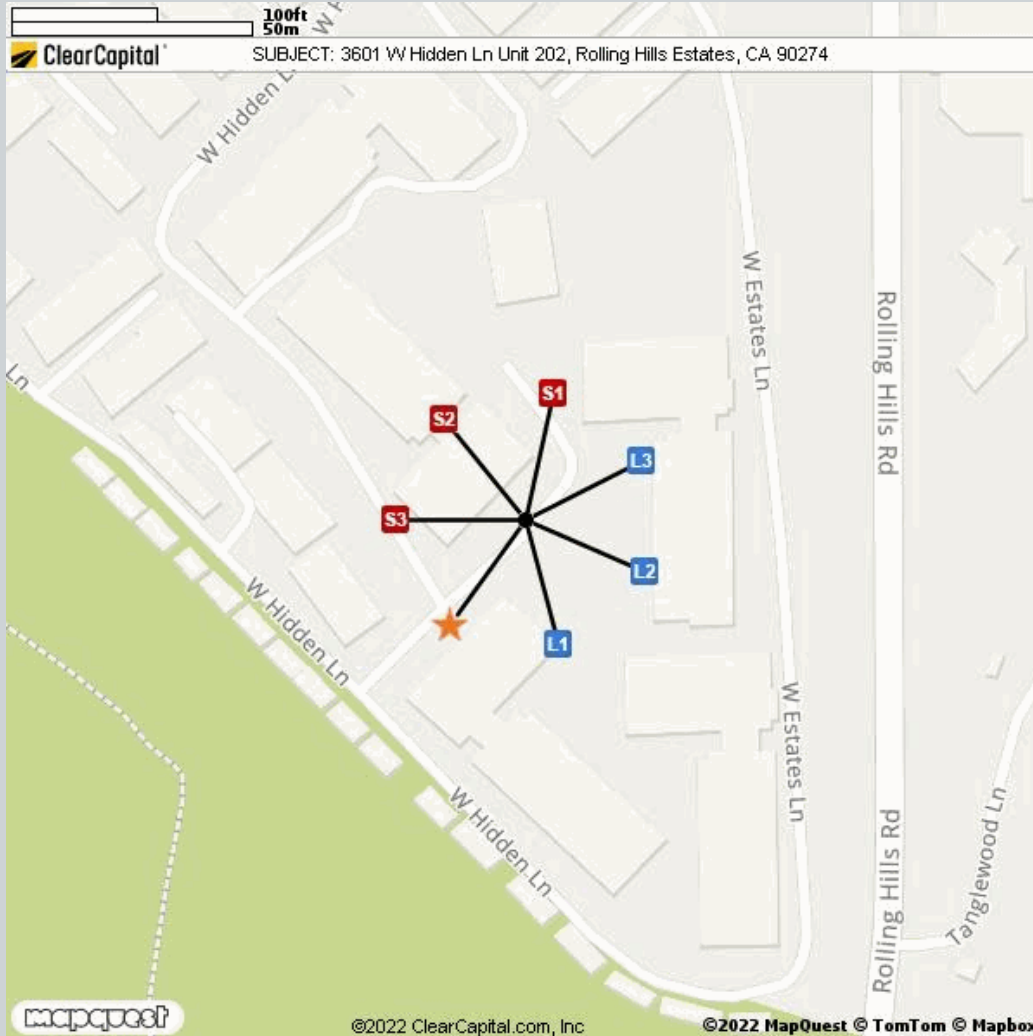 100ft
50m
ClearCapital
SUBJECT: 3601 W Hidden Ln Unit 202, Rolling Hills Estates, CA 90274
W H
W Hidden L
W Estates Ln
Rolling Hills Rd
Ln
S1
S2
L3
S3
L2
L1
W Hidden Ln
W Estates Ln
W Hidden Ln
Rolling Hills Rd
Tanglewood Ln
mapquest
©2022 ClearCapital.com, Inc
©2022 MapQuest © TomTom © Mapbox